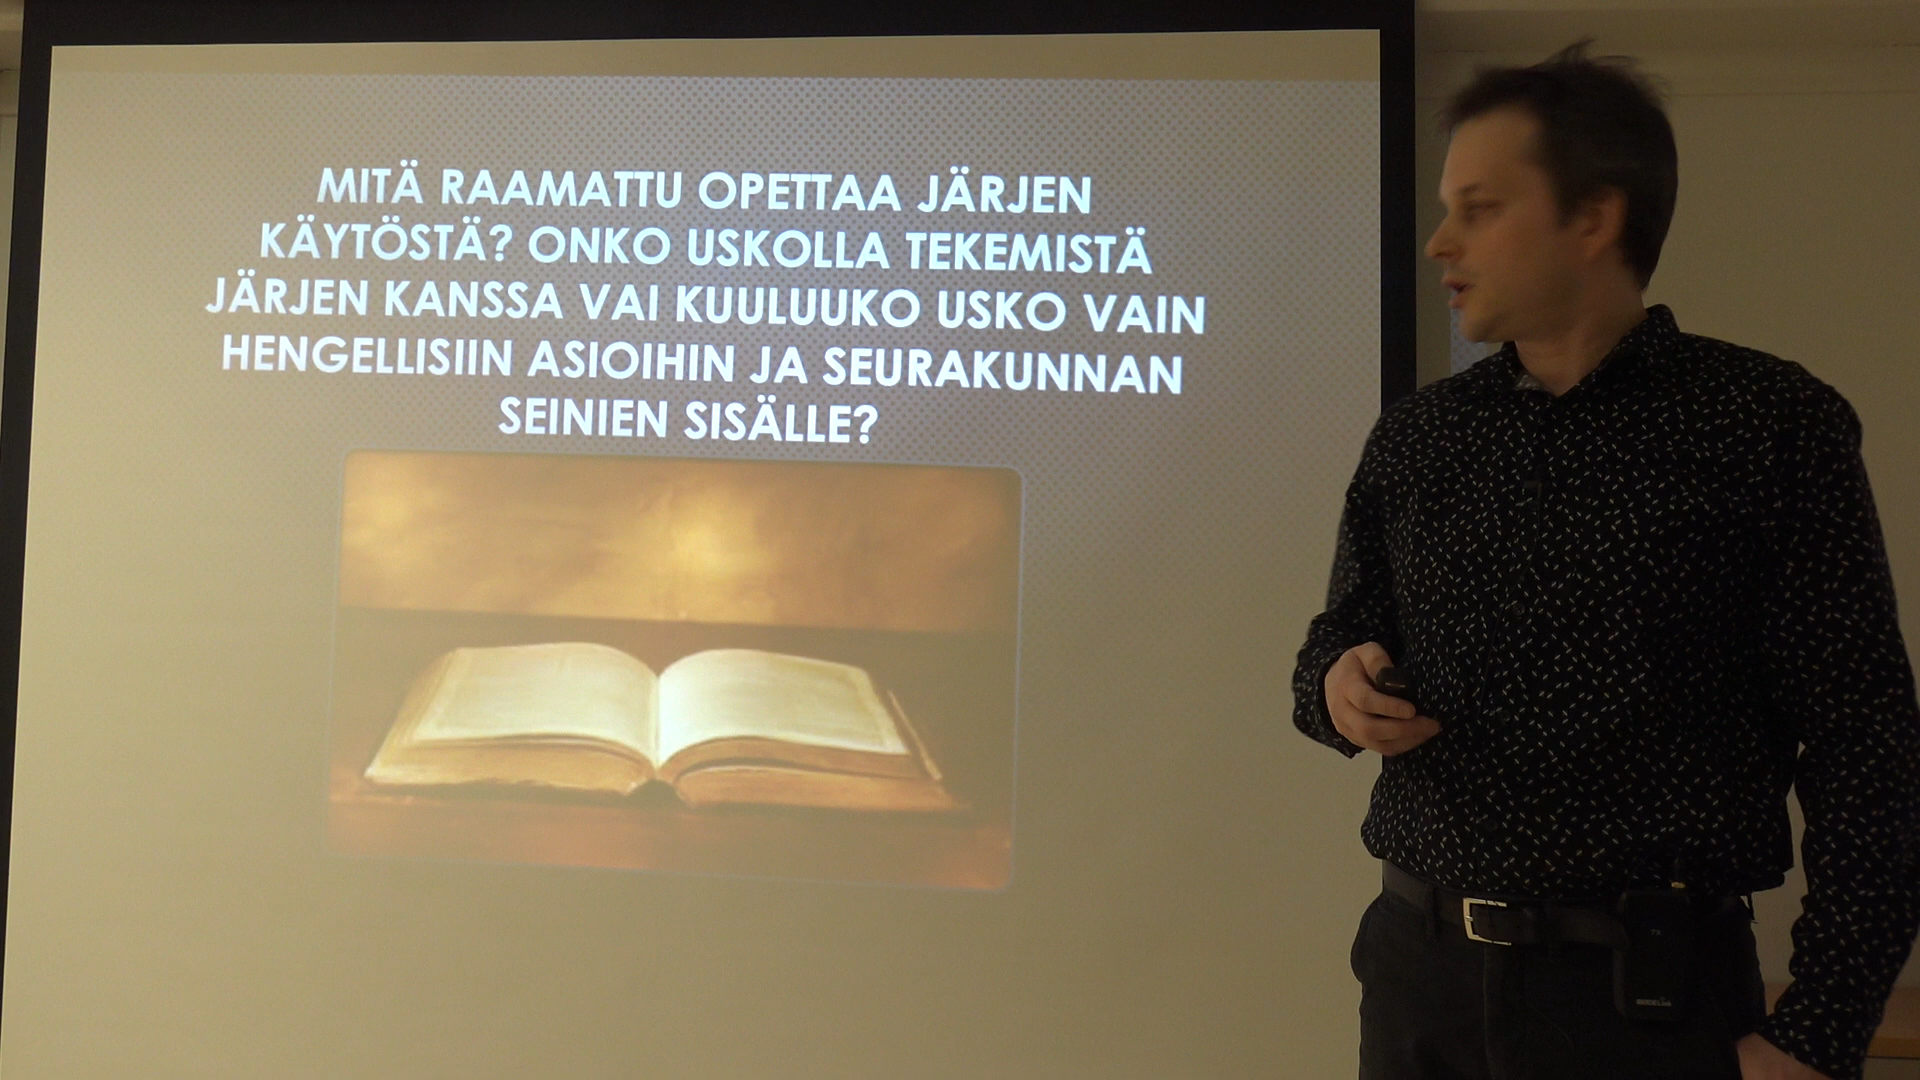 MITÄ RAAMATTU OPETTAA JÄRJEN
KÄYTÖSTÄ? ONKO USKOLLA TEKEMISTÄ
JÄRJEN KANSSA VAI KUULUUKO USKO VAIN
HENGELLISIIN ASIOIHIN JA SEURAKUNNAN
SEINIEN SISÄLLE?